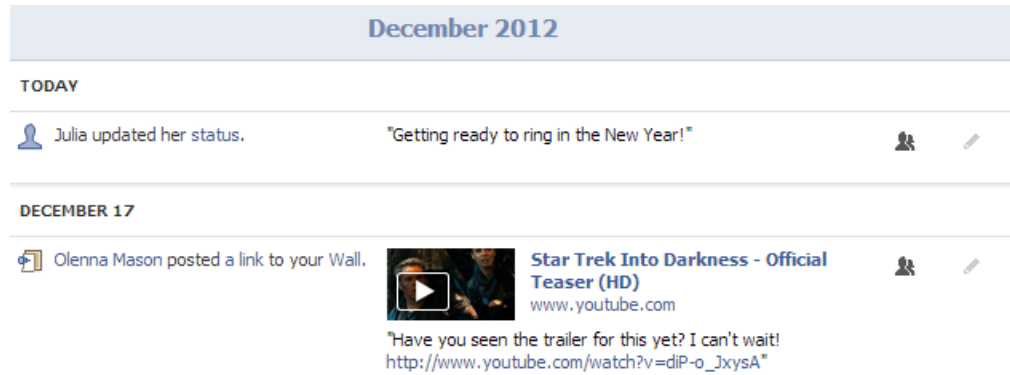 December 2012
TODAY
Julia updated her status.
"Getting ready to ring in the New Year!"
DECEMBER 17
Olenna Mason posted a link to your Wall.
Star Trek Into Darkness - Official
Teaser (HD)
www.youtube.com
"Have you seen the trailer for this yet? I can't wait!
http://www.youtube.com/watch?v=diP-o_JxysA"